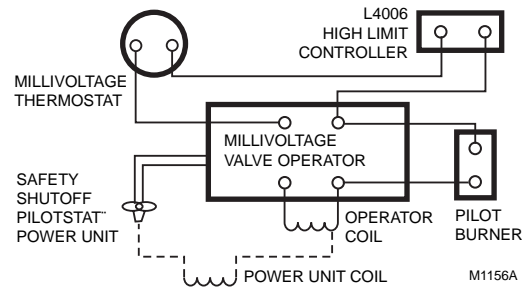 L4006
HIGH LIMIT
CONTROLLER
MILLIVOLTAGE
THERMOSTAT
MILLIVOLTAGE
VALVE OPERATOR
SAFETY
SHUTOFF
PILOTSTAT¨
POWER UNIT
OPERATOR
COIL
PILOT
BURNER
POWER UNIT COIL
M1156A